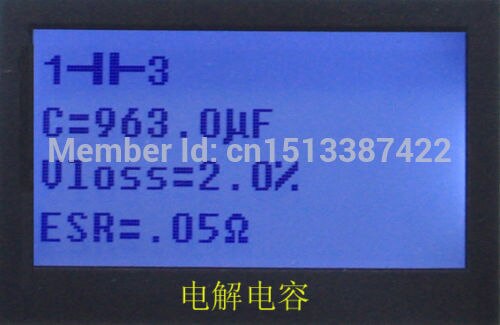 1⊣⊢3
C=963.0µF
Member Id: cn1513387422
Vloss=2.0%
ESR=.05Ω
电解电容